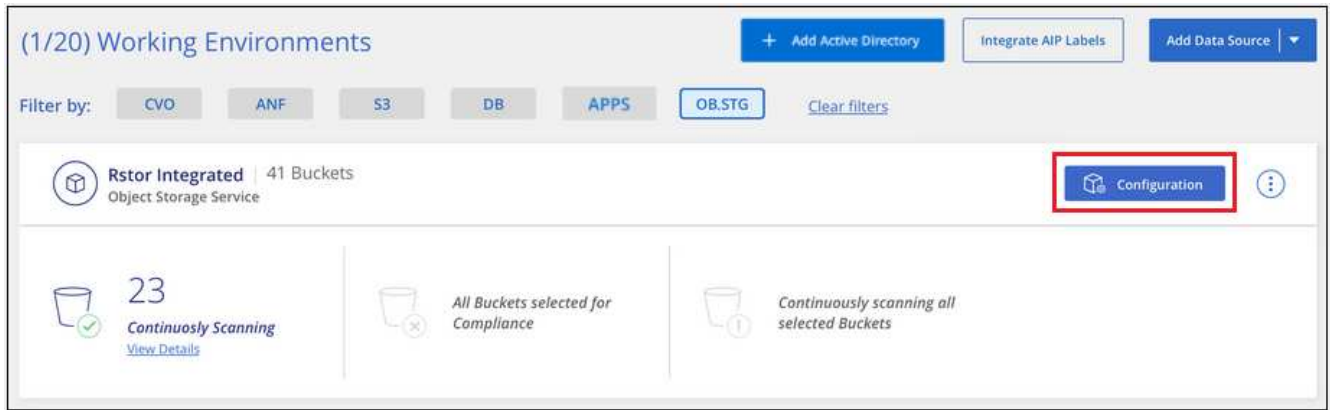 (1/20) Working Environments
+ Add Active Directory
Integrate AIP Labels
Add Data Source
Filter by:
CVO
ANF
S3
DB
APPS
OB.STG
Clear filters
Rstor Integrated | 41 Buckets
Object Storage Service
Configuration
23
Continuosly Scanning
View Details
All Buckets selected for
Compliance
Continuously scanning all
selected Buckets